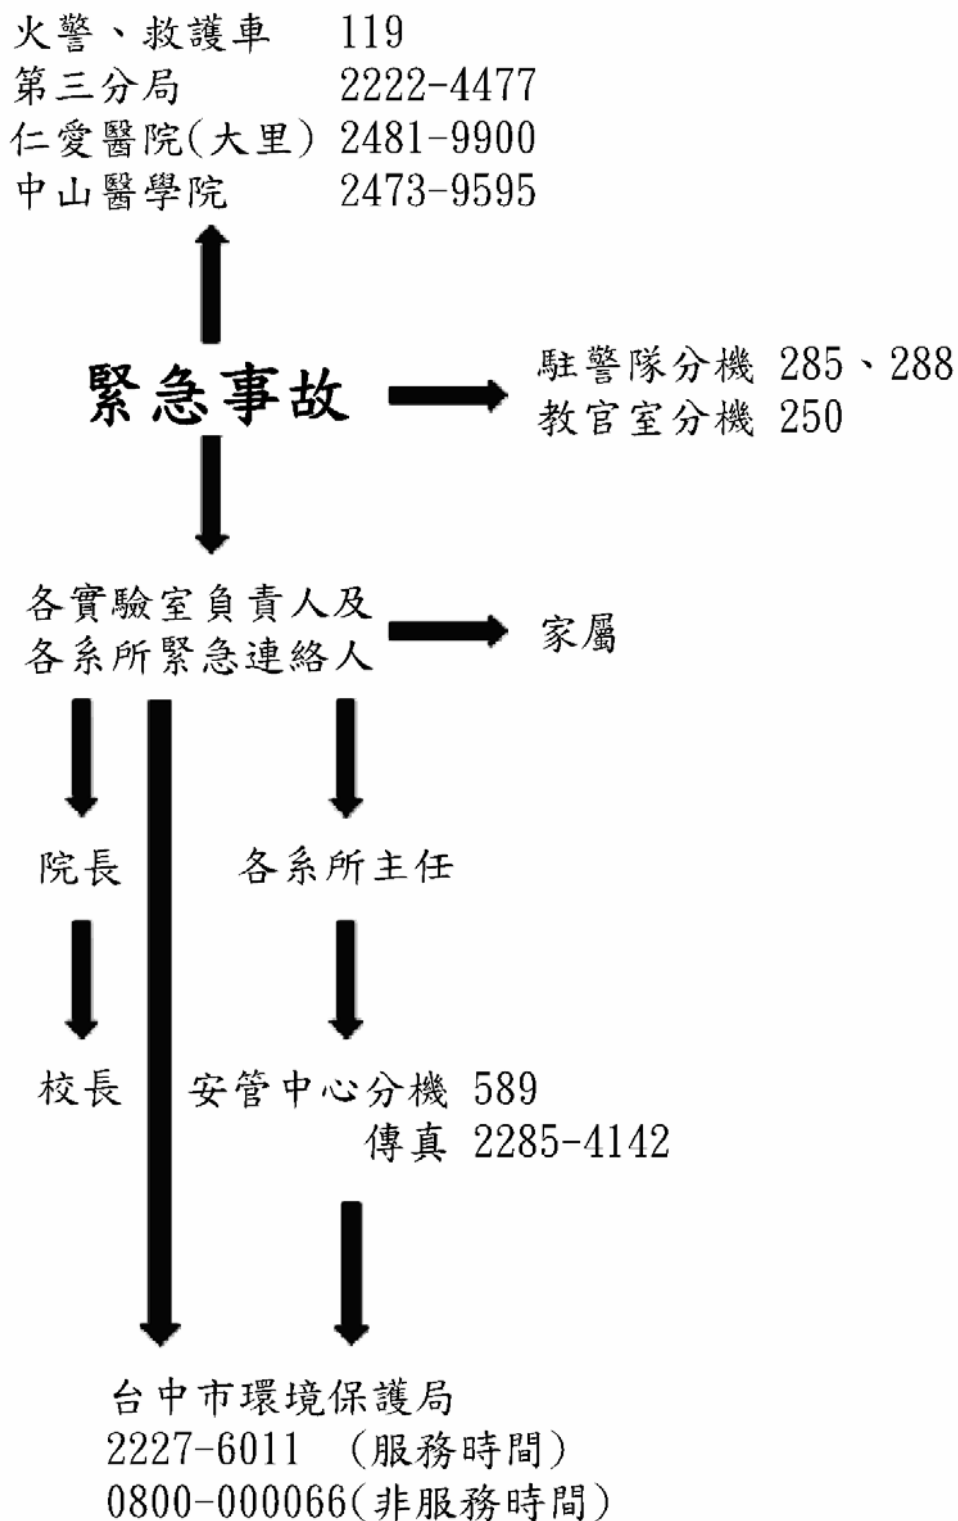 火警、救護車 119
第三分局 2222-4477
仁愛醫院(大里) 2481-9900
中山醫學院 2473-9595
緊急事故
駐警隊分機 285、288
教官室分機 250
各實驗室負責人及
各系所緊急連絡人
家屬
院長
各系所主任
校長
安管中心分機 589
傳真 2285-4142
台中市環境保護局
2227-6011 (服務時間)
0800-000066(非服務時間)